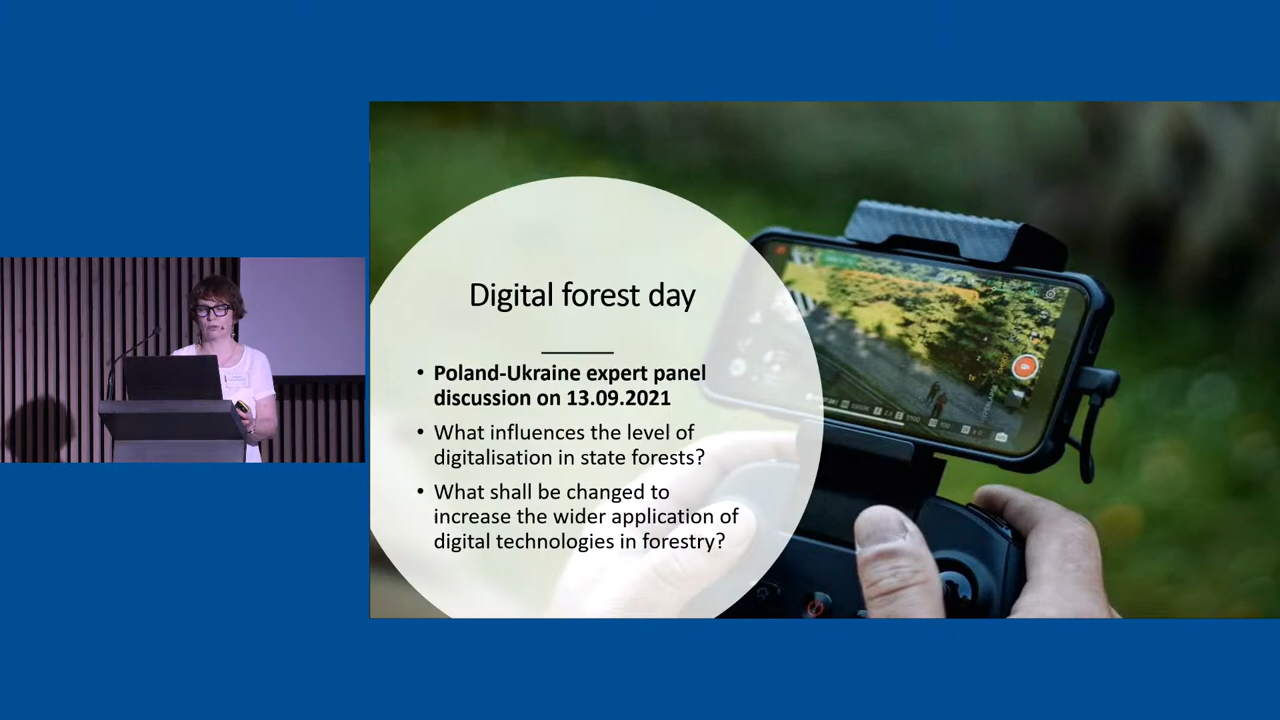 Digital forest day
• Poland-Ukraine expert panel
discussion on 13.09.2021
• What influences the level of
digitalisation in state forests?
• What shall be changed to
increase the wider application of
digital technologies in forestry?